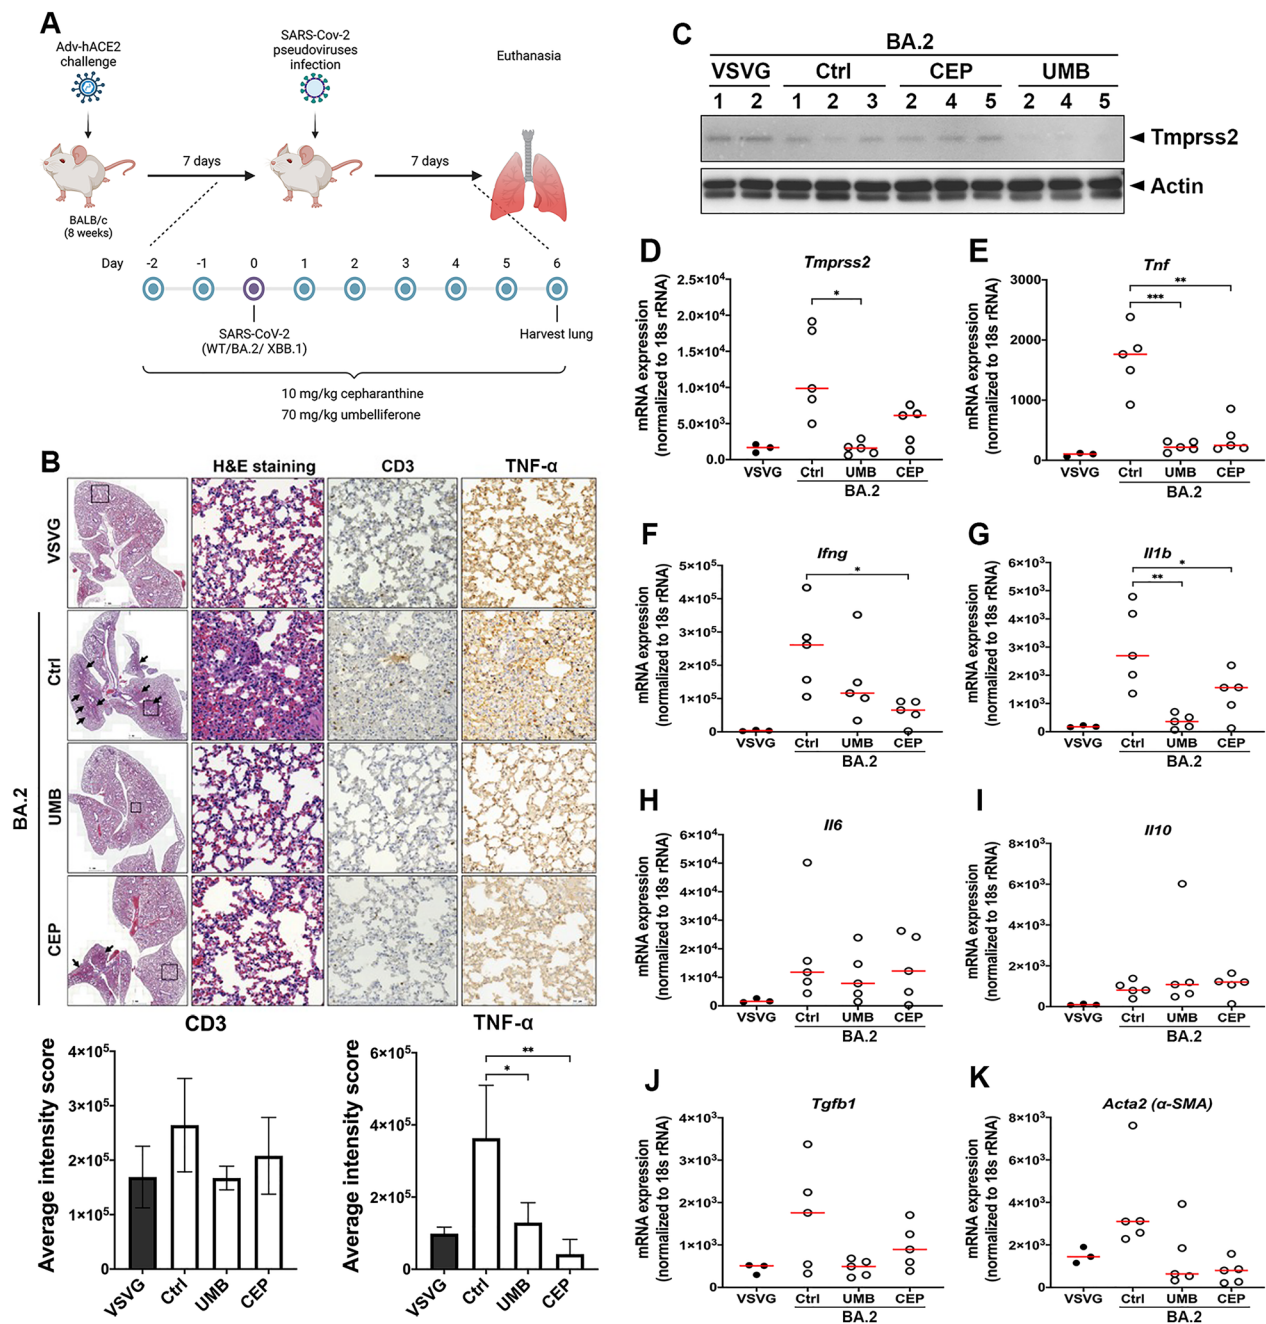 A
Adv-hACE2
challenge
SARS-Cov-2
pseudoviruses
infection
Euthanasia
7 days
7 days
BALB/c
(8 weeks)
Day
-2
-1
0
1
2
3
4
5
6
SARS-CoV-2
(WT/BA.2/ XBB.1)
Harvest lung
10 mg/kg cepharanthine
70 mg/kg umbelliferone
B
H&E staining
CD3
TNF-α
VSVG
Ctrl
UMB
CEP
BA.2
CD3
Average intensity score
4×10⁵
3×10⁵
2×10⁵
1×10⁵
0
VSVG
Ctrl
UMB
CEP
TNF-α
Average intensity score
6×10⁵
4×10⁵
2×10⁵
0
**
*
VSVG
Ctrl
UMB
CEP
C
BA.2
VSVG Ctrl CEP UMB
1 2 1 2 3 2 4 5 2 4 5
Tmprss2
Actin
D
Tmprss2
mRNA expression
(normalized to 18s rRNA)
2.5×10⁴
2.0×10⁴
1.5×10⁴
1.0×10⁴
5.0×10³
0.0
*
VSVG Ctrl UMB CEP
BA.2
E
Tnf
mRNA expression
(normalized to 18s rRNA)
3000
2000
1000
0
**
***
VSVG Ctrl UMB CEP
BA.2
F
Ifng
mRNA expression
(normalized to 18s rRNA)
5×10⁵
4×10⁵
3×10⁵
2×10⁵
1×10⁵
0
*
VSVG Ctrl UMB CEP
BA.2
G
Il1b
mRNA expression
(normalized to 18s rRNA)
6×10³
5×10³
4×10³
3×10³
2×10³
1×10³
0
*
**
VSVG Ctrl UMB CEP
BA.2
H
Il6
mRNA expression
(normalized to 18s rRNA)
6×10⁴
5×10⁴
4×10⁴
3×10⁴
2×10⁴
1×10⁴
0
VSVG Ctrl UMB CEP
BA.2
I
Il10
mRNA expression
(normalized to 18s rRNA)
8×10³
6×10³
4×10³
2×10³
0
VSVG Ctrl UMB CEP
BA.2
J
Tgfb1
mRNA expression
(normalized to 18s rRNA)
4×10³
3×10³
2×10³
1×10³
0
VSVG Ctrl UMB CEP
BA.2
K
Acta2 (α-SMA)
mRNA expression
(normalized to 18s rRNA)
8×10³
6×10³
4×10³
2×10³
0
VSVG Ctrl UMB CEP
BA.2